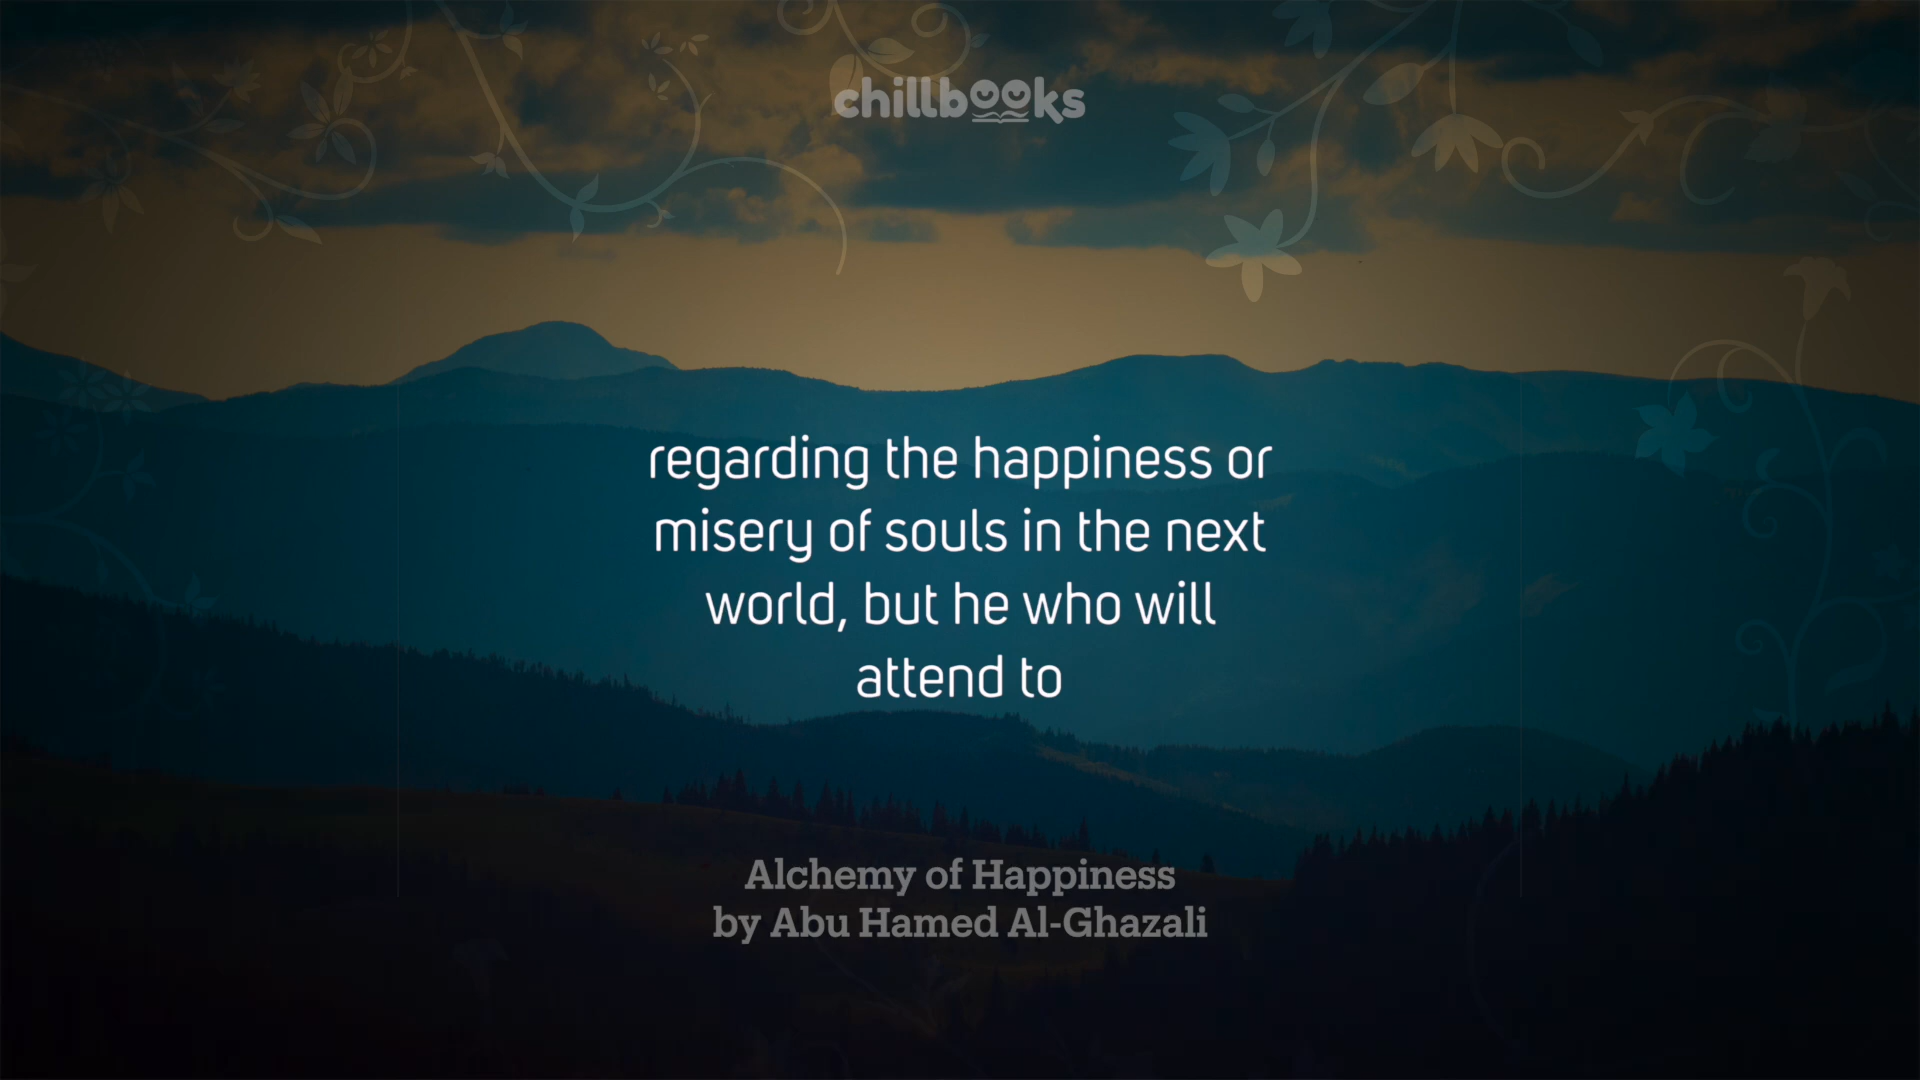 chillbooks
regarding the happiness or
misery of souls in the next
world, but he who will
attend to
Alchemy of Happiness
by Abu Hamed Al-Ghazali